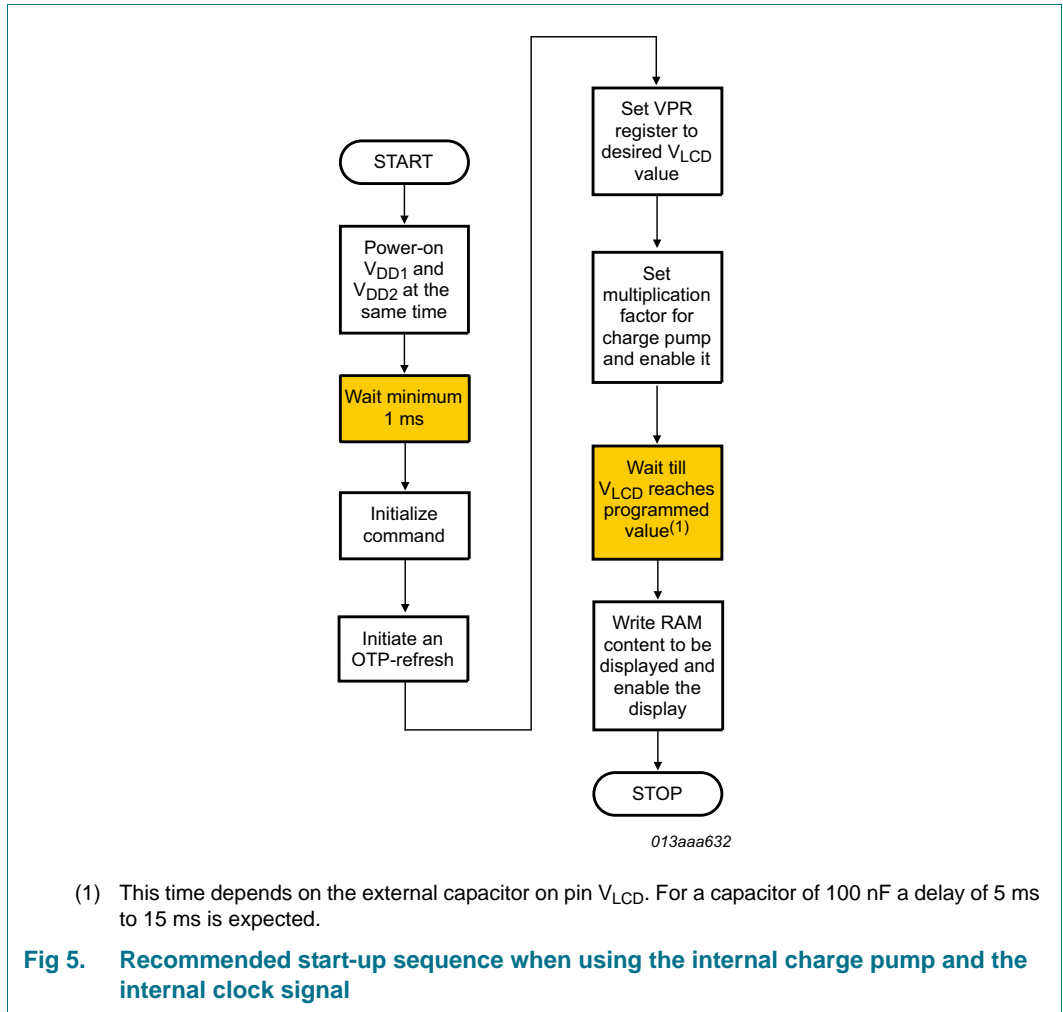 START
Power-on
VDD1 and
VDD2 at the
same time
Wait minimum
1 ms
Initialize
command
Initiate an
OTP-refresh
Set VPR
register to
desired VLCD
value
Set
multiplication
factor for
charge pump
and enable it
Wait till
VLCD reaches
programmed
value(1)
Write RAM
content to be
displayed and
enable the
display
STOP
013aaa632
(1) This time depends on the external capacitor on pin VLCD. For a capacitor of 100 nF a delay of 5 ms
to 15 ms is expected.
Fig 5. Recommended start-up sequence when using the internal charge pump and the
internal clock signal